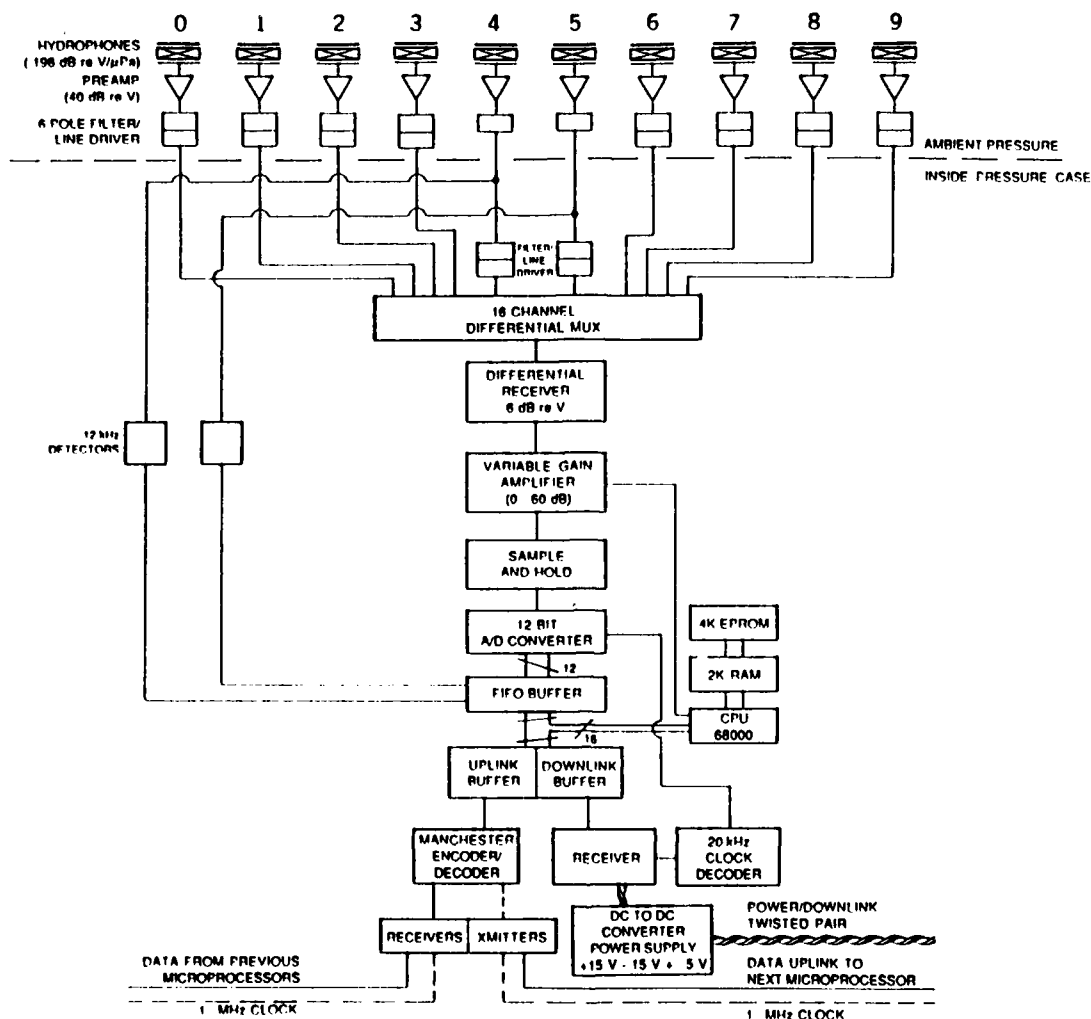 0 1 2 3 4 5 6 7 8 9
HYDROPHONES
( 196 dB re V/µPa)
PREAMP
(40 dB re V)
6 POLE FILTER/
LINE DRIVER
AMBIENT PRESSURE
INSIDE PRESSURE CASE
FILTER/
LINE
DRIVER
16 CHANNEL
DIFFERENTIAL MUX
DIFFERENTIAL
RECEIVER
6 dB re V
12 kHz
DETECTORS
VARIABLE GAIN
AMPLIFIER
(0 60 dB)
SAMPLE
AND HOLD
12 BIT
A/D CONVERTER
12
4K EPROM
2K RAM
FIFO BUFFER
CPU
68000
16
UPLINK
BUFFER
DOWNLINK
BUFFER
MANCHESTER
ENCODER/
DECODER
RECEIVER
20 kHz
CLOCK
DECODER
RECEIVERS
XMITTERS
DC TO DC
CONVERTER
POWER SUPPLY
+15 V - 15 V + 5 V
POWER/DOWNLINK
TWISTED PAIR
DATA FROM PREVIOUS
MICROPROCESSORS
DATA UPLINK TO
NEXT MICROPROCESSOR
1 MHz CLOCK
1 MHz CLOCK